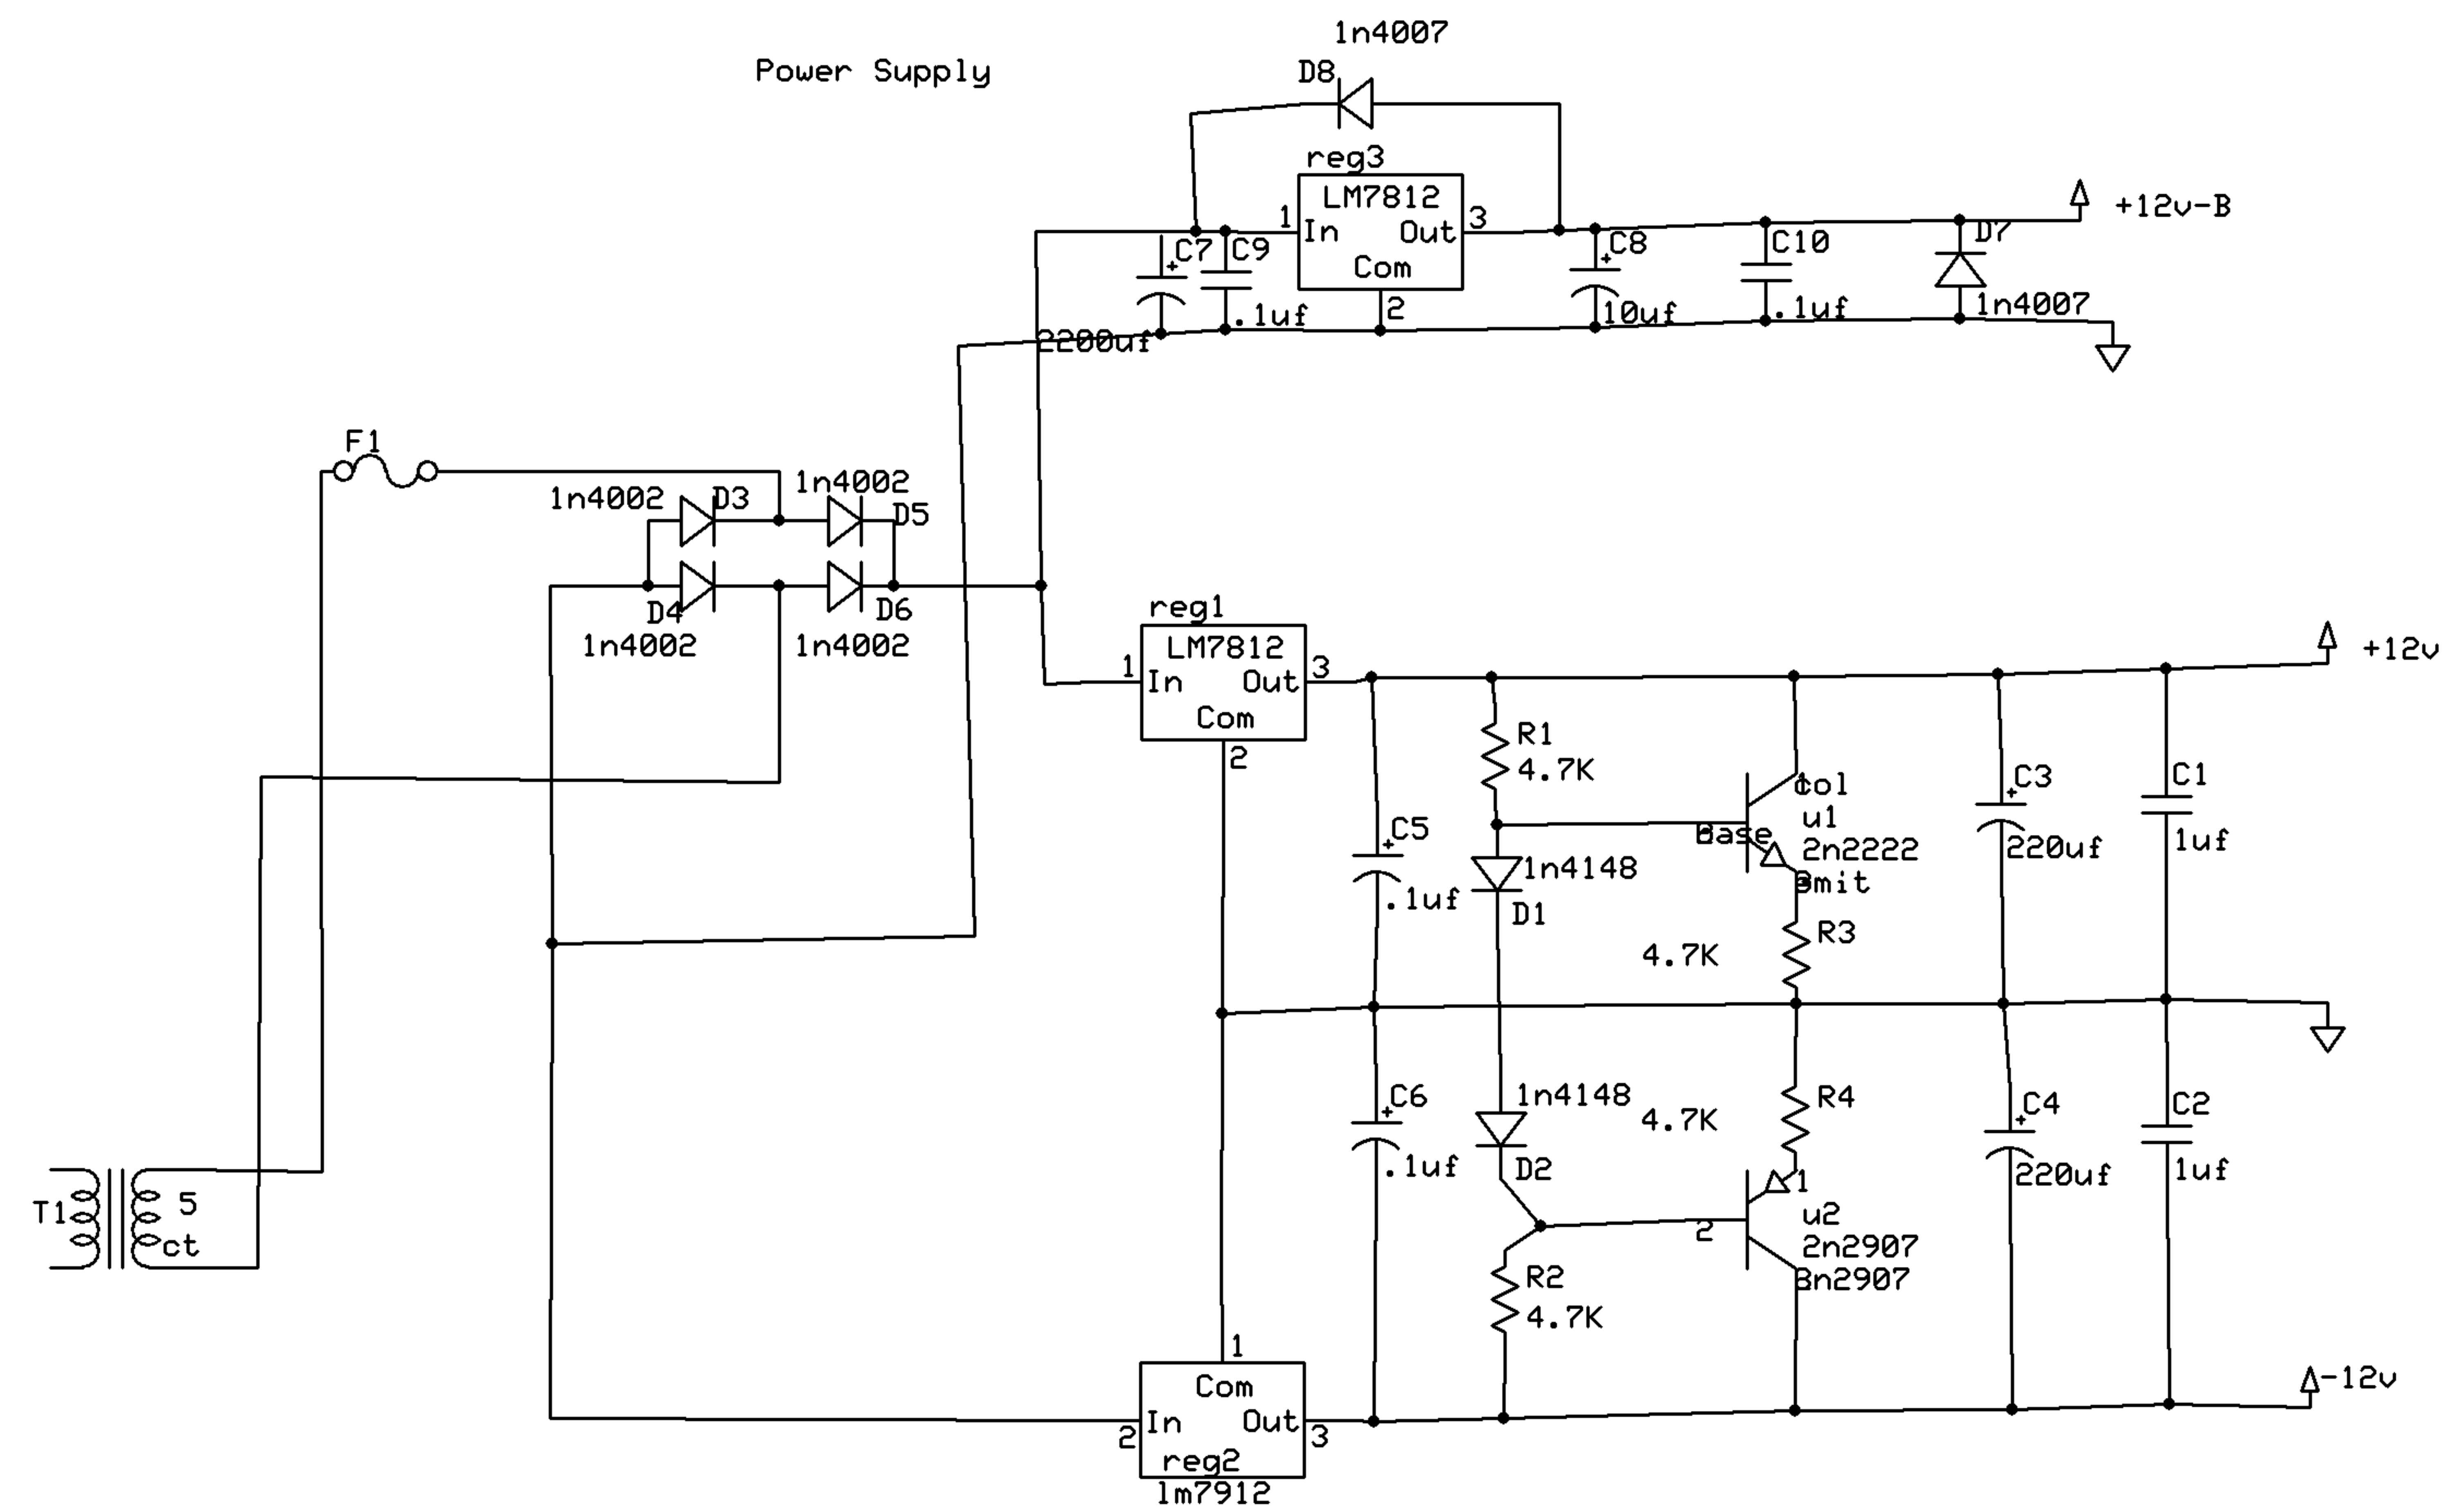 1n4007
Power Supply
D8
reg3
LM7812
1
In
Out
3
Com
2
+12v-B
C7
+
2200uf
C9
.1uf
C8
+
10uf
C10
.1uf
D7
1n4007
F1
1n4002
D3
1n4002
D5
D4
1n4002
D6
1n4002
reg1
LM7812
1
In
Out
3
Com
2
+12v
R1
4.7K
col
u1
2n2222
Base
emit
C3
+
220uf
C1
1uf
C5
+
.1uf
1n4148
D1
4.7K
R3
C6
+
.1uf
1n4148
D2
4.7K
R4
C4
+
220uf
C2
1uf
T1
5
ct
1
u2
2n2907
2
n2907
R2
4.7K
1
Com
In
Out
2
3
reg2
lm7912
-12v